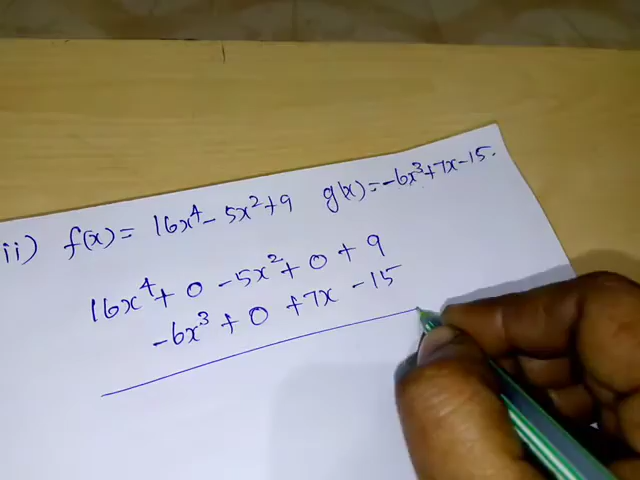 ii) f(x) = 16x⁴ - 5x² + 9 g(x) = -6x³ + 7x - 15.
16x⁴ + 0 - 5x² + 0 + 9
-6x³ + 0 + 7x - 15